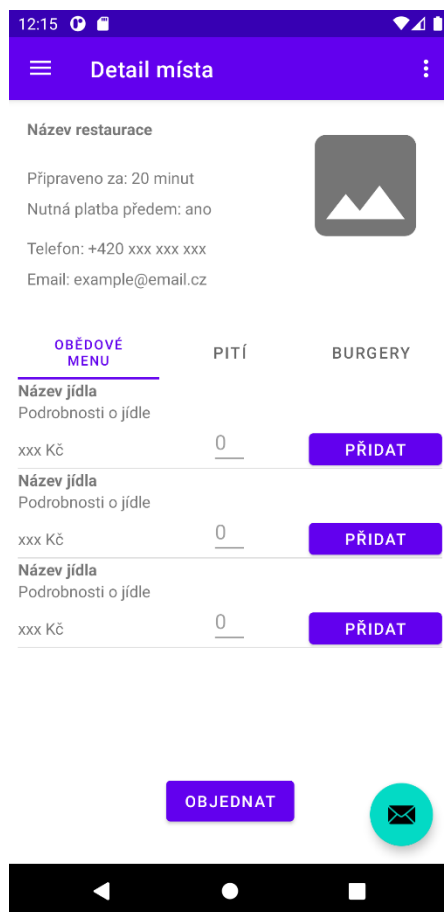 12:15
Detail místa
Název restaurace
Připraveno za: 20 minut
Nutná platba předem: ano
Telefon: +420 xxx xxx xxx
Email: example@email.cz
OBĚDOVÉ
MENU
PITÍ
BURGERY
Název jídla
Podrobnosti o jídle
xxx Kč
0
PŘIDAT
Název jídla
Podrobnosti o jídle
xxx Kč
0
PŘIDAT
Název jídla
Podrobnosti o jídle
xxx Kč
0
PŘIDAT
OBJEDNAT